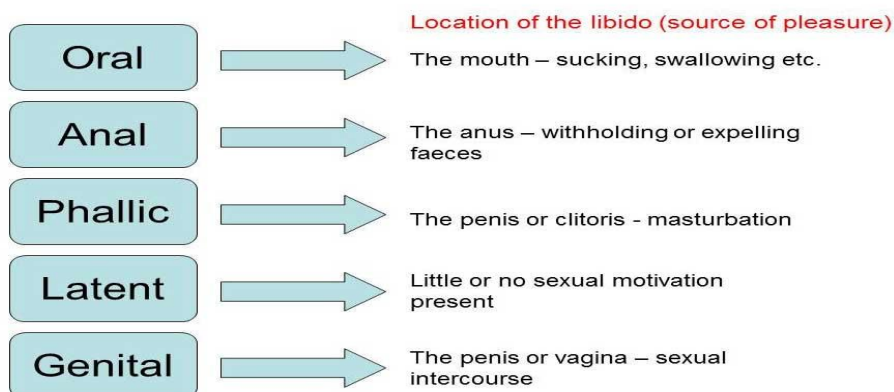 Location of the libido (source of pleasure)
Oral
The mouth – sucking, swallowing etc.
Anal
The anus – withholding or expelling
faeces
Phallic
The penis or clitoris - masturbation
Latent
Little or no sexual motivation
present
Genital
The penis or vagina – sexual
intercourse